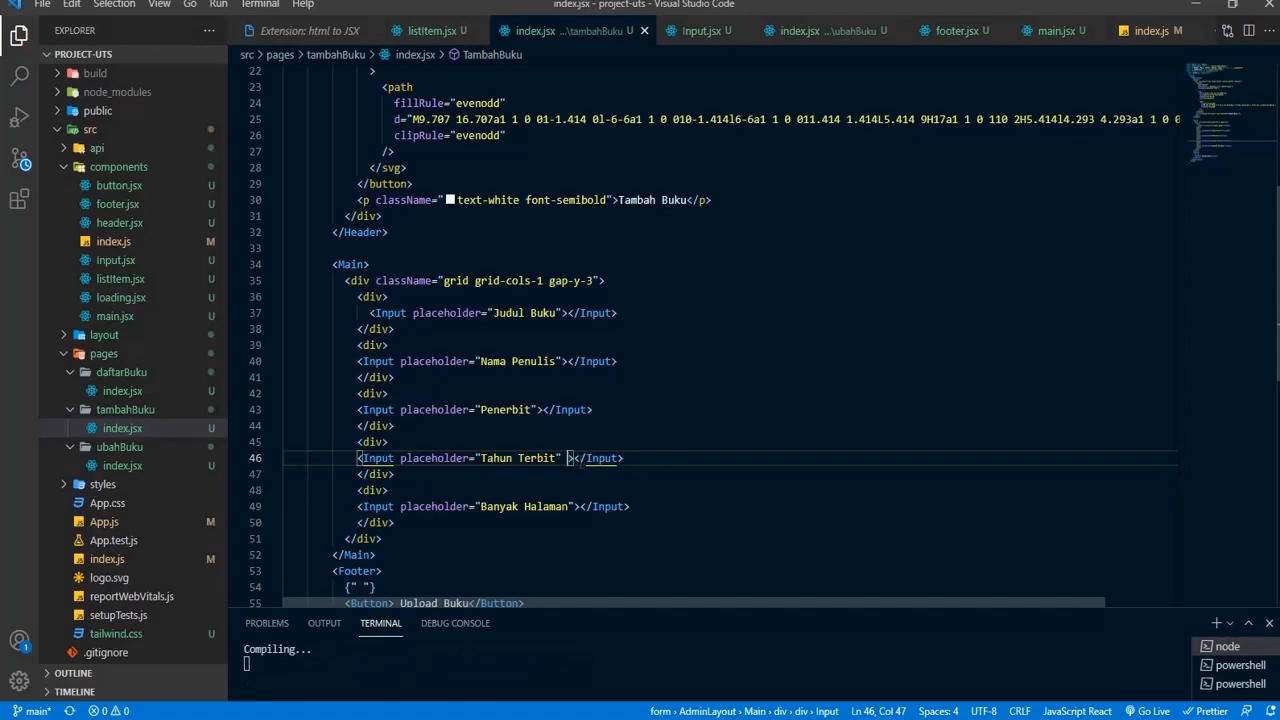 File Edit Selection View Go Run Terminal Help
index.jsx - project-uts - Visual Studio Code
EXPLORER
Extension: html to JSX
listItem.jsx U
index.jsx ...\tambahBuku U
Input.jsx U
index.jsx ...\ubahBuku U
footer.jsx U
main.jsx U
index.js M
PROJECT-UTS
src > pages > tambahBuku > index.jsx > TambahBuku
build
node_modules
public
src
api
components
button.jsx U
footer.jsx U
header.jsx U
index.js M
Input.jsx U
listItem.jsx U
loading.jsx U
main.jsx U
layout
pages
daftarBuku
index.jsx U
tambahBuku
index.jsx U
ubahBuku
index.jsx U
styles
App.css U
App.js M
App.test.js U
index.css U
index.js M
logo.svg U
reportWebVitals.js U
setupTests.js U
tailwind.css U
.gitignore
OUTLINE
TIMELINE
22 >
23 <path
24 fillRule="evenodd"
25 d="M9.707 16.707a1 1 0 01-1.414 0l-6-6a1 1 0 010-1.414l6-6a1 1 0 011.414 1.414L5.414 9H17a1 1 0 110 2H5.414l4.293 4.293a1 1 0 0
26 clipRule="evenodd"
27 />
28 </svg>
29 </button>
30 <p className="text-white font-semibold">Tambah Buku</p>
31 </div>
32 </Header>
33
34 <Main>
35 <div className="grid grid-cols-1 gap-y-3">
36 <div>
37 <Input placeholder="Judul Buku"></Input>
38 </div>
39 <div>
40 <Input placeholder="Nama Penulis"></Input>
41 </div>
42 <div>
43 <Input placeholder="Penerbit"></Input>
44 </div>
45 <div>
46 <Input placeholder="Tahun Terbit" ></Input>
47 </div>
48 <div>
49 <Input placeholder="Banyak Halaman"></Input>
50 </div>
51 </div>
52 </Main>
53 <Footer>
54 {" "}
55 <Button> Upload Buku</Button>
PROBLEMS OUTPUT TERMINAL DEBUG CONSOLE
Compiling...
node
powershell
powershell
main* 0 0 form > AdminLayout > Main > div > div > Input Ln 46, Col 47 Spaces: 4 UTF-8 CRLF JavaScript React Go Live Prettier